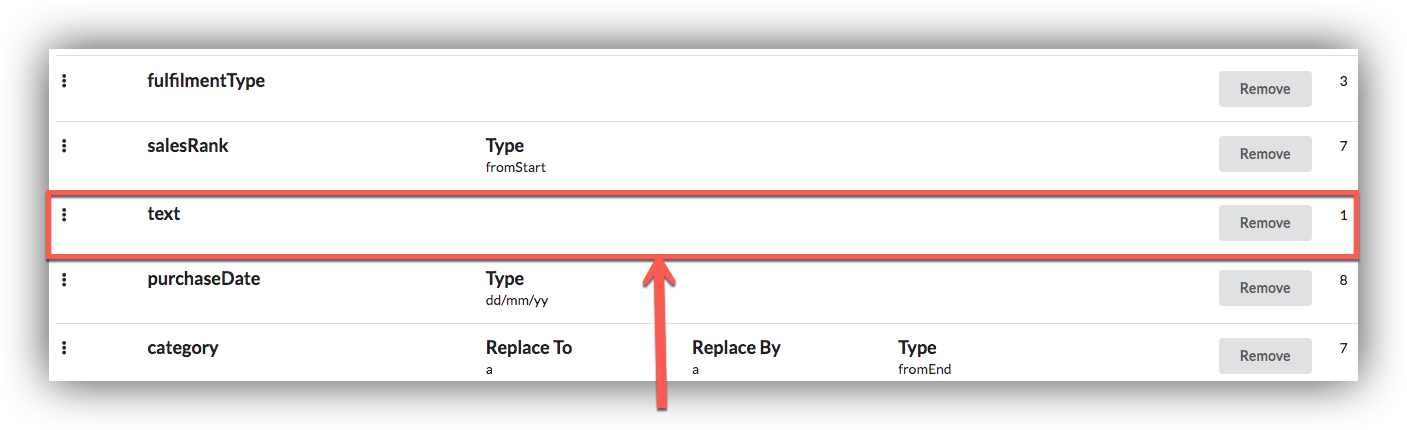 fulfilmentType Remove 3
salesRank Type Remove 7
fromStart
text Remove 1
purchaseDate Type Remove 8
dd/mm/yy
category Replace To Replace By Type Remove 7
a a fromEnd